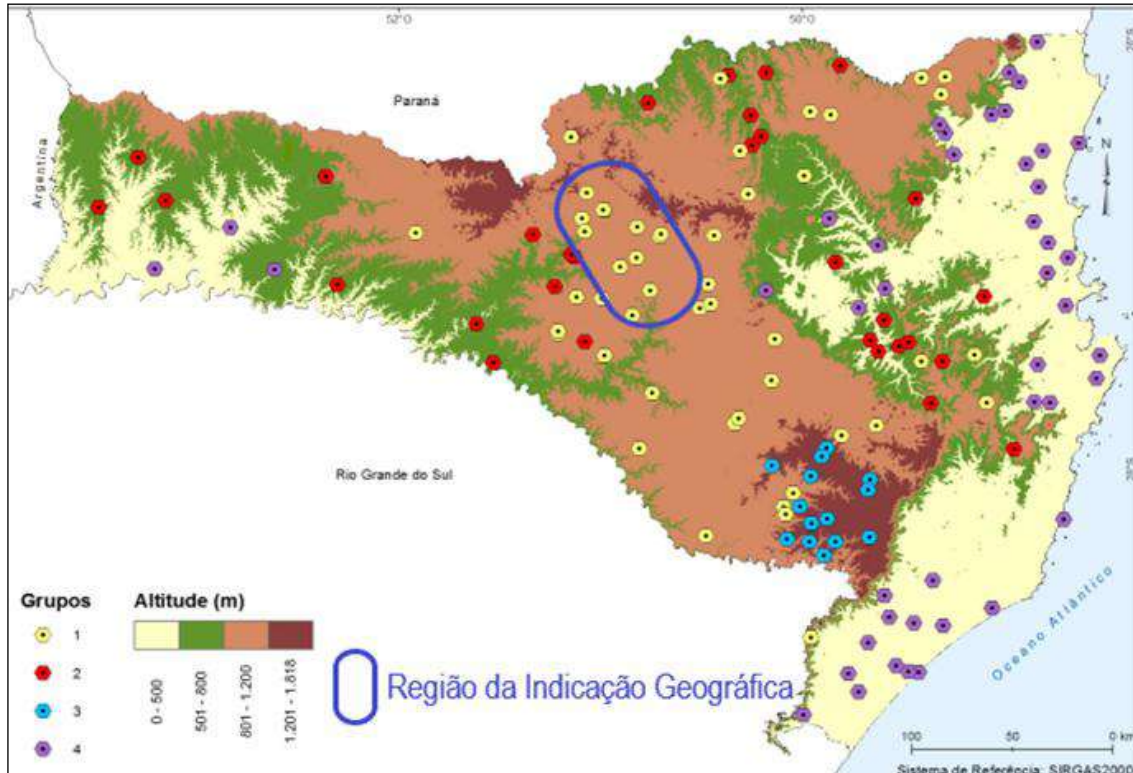 52°O
50°O
26°S
Paraná
Argentina
N
Rio Grande do Sul
28°S
Oceano Atlântico
Grupos
1
2
3
4
Altitude (m)
0 - 500
501 - 800
801 - 1.200
1.201 - 1.818
Região da Indicação Geográfica
100 50 0 km
Sistema de Referência: SIRGAS2000